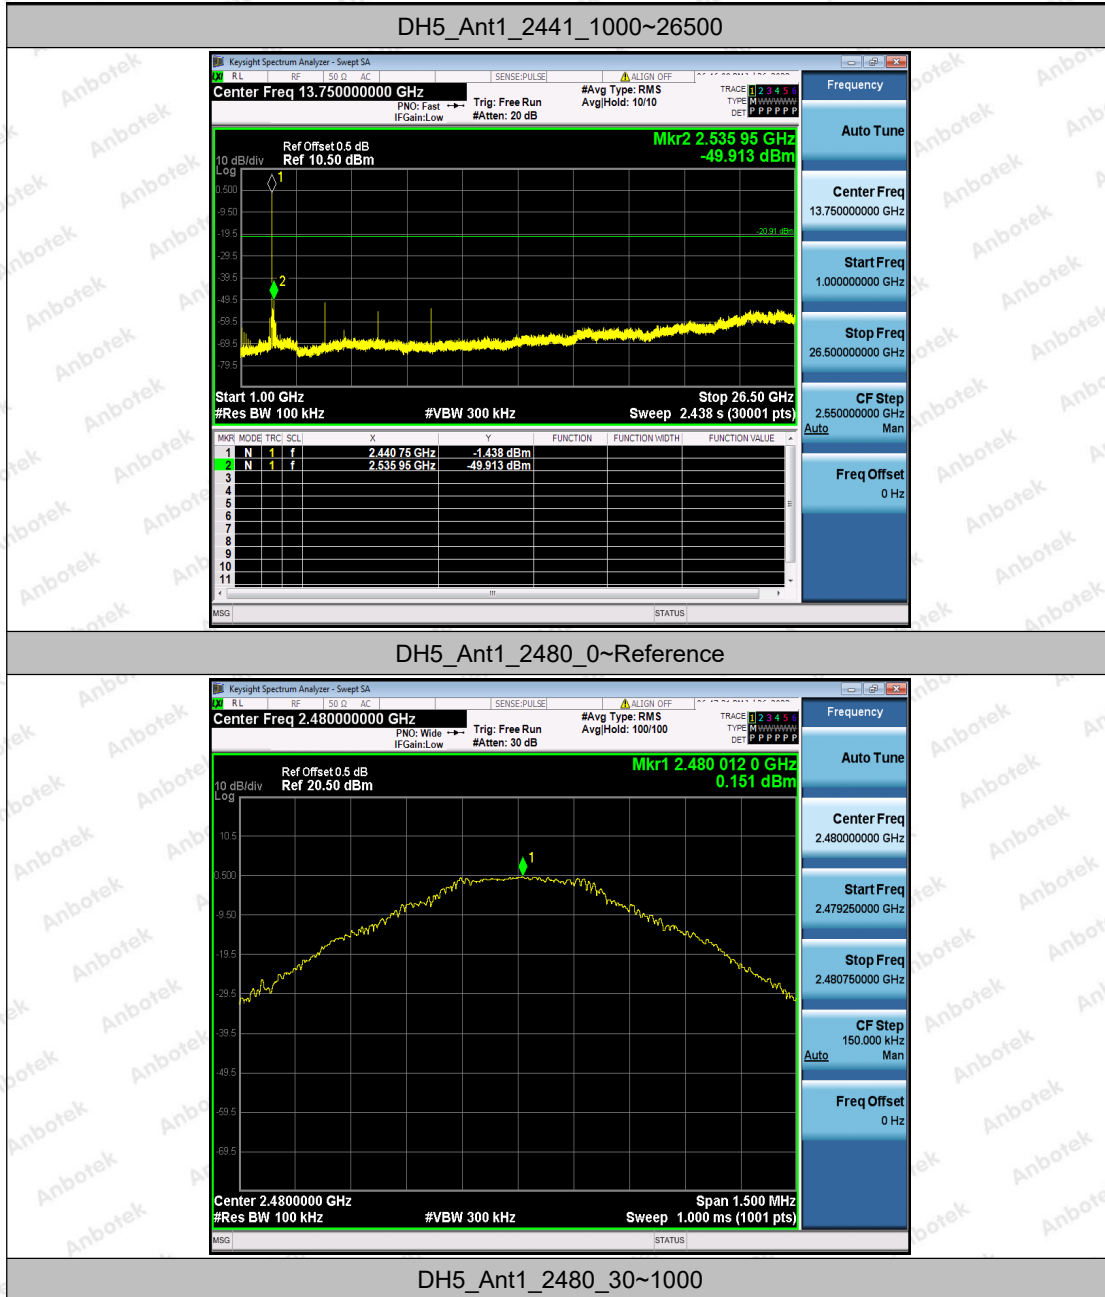 DH5_Ant1_2441_1000~26500
Keysight Spectrum Analyzer - Swept SA
RL RF 50 Ω AC SENSE:PULSE ALIGN OFF
Center Freq 13.750000000 GHz
PNO: Fast
IFGain:Low
Trig: Free Run
#Atten: 20 dB
#Avg Type: RMS
Avg|Hold: 10/10
TRACE 1 2 3 4 5 6
TYPE M WWWWW
DET P P P P P P
Mkr2 2.535 95 GHz
-49.913 dBm
Ref Offset 0.5 dB
10 dB/div Ref 10.50 dBm
Log
0.500
-9.50
-19.5
-29.5
-39.5
-49.5
-59.5
-69.5
-79.5
1
2
-20.91 dBm
Start 1.00 GHz Stop 26.50 GHz
#Res BW 100 kHz #VBW 300 kHz Sweep 2.438 s (30001 pts)
MKR MODE TRC SCL X Y FUNCTION FUNCTION WIDTH FUNCTION VALUE
1 N 1 f 2.440 75 GHz -1.438 dBm
2 N 1 f 2.535 95 GHz -49.913 dBm
3
4
5
6
7
8
9
10
11
MSG STATUS
Frequency
Auto Tune
Center Freq
13.750000000 GHz
Start Freq
1.000000000 GHz
Stop Freq
26.500000000 GHz
CF Step
2.550000000 GHz
Auto Man
Freq Offset
0 Hz
DH5_Ant1_2480_0~Reference
Keysight Spectrum Analyzer - Swept SA
RL RF 50 Ω AC SENSE:PULSE ALIGN OFF
Center Freq 2.480000000 GHz
PNO: Wide
IFGain:Low
Trig: Free Run
#Atten: 30 dB
#Avg Type: RMS
Avg|Hold: 100/100
TRACE 1 2 3 4 5 6
TYPE M WWWWW
DET P P P P P P
Mkr1 2.480 012 0 GHz
0.151 dBm
Ref Offset 0.5 dB
10 dB/div Ref 20.50 dBm
Log
10.5
0.500
-9.50
-19.5
-29.5
-39.5
-49.5
-59.5
-69.5
1
Center 2.4800000 GHz Span 1.500 MHz
#Res BW 100 kHz #VBW 300 kHz Sweep 1.000 ms (1001 pts)
MSG STATUS
Frequency
Auto Tune
Center Freq
2.480000000 GHz
Start Freq
2.479250000 GHz
Stop Freq
2.480750000 GHz
CF Step
150.000 kHz
Auto Man
Freq Offset
0 Hz
DH5_Ant1_2480_30~1000